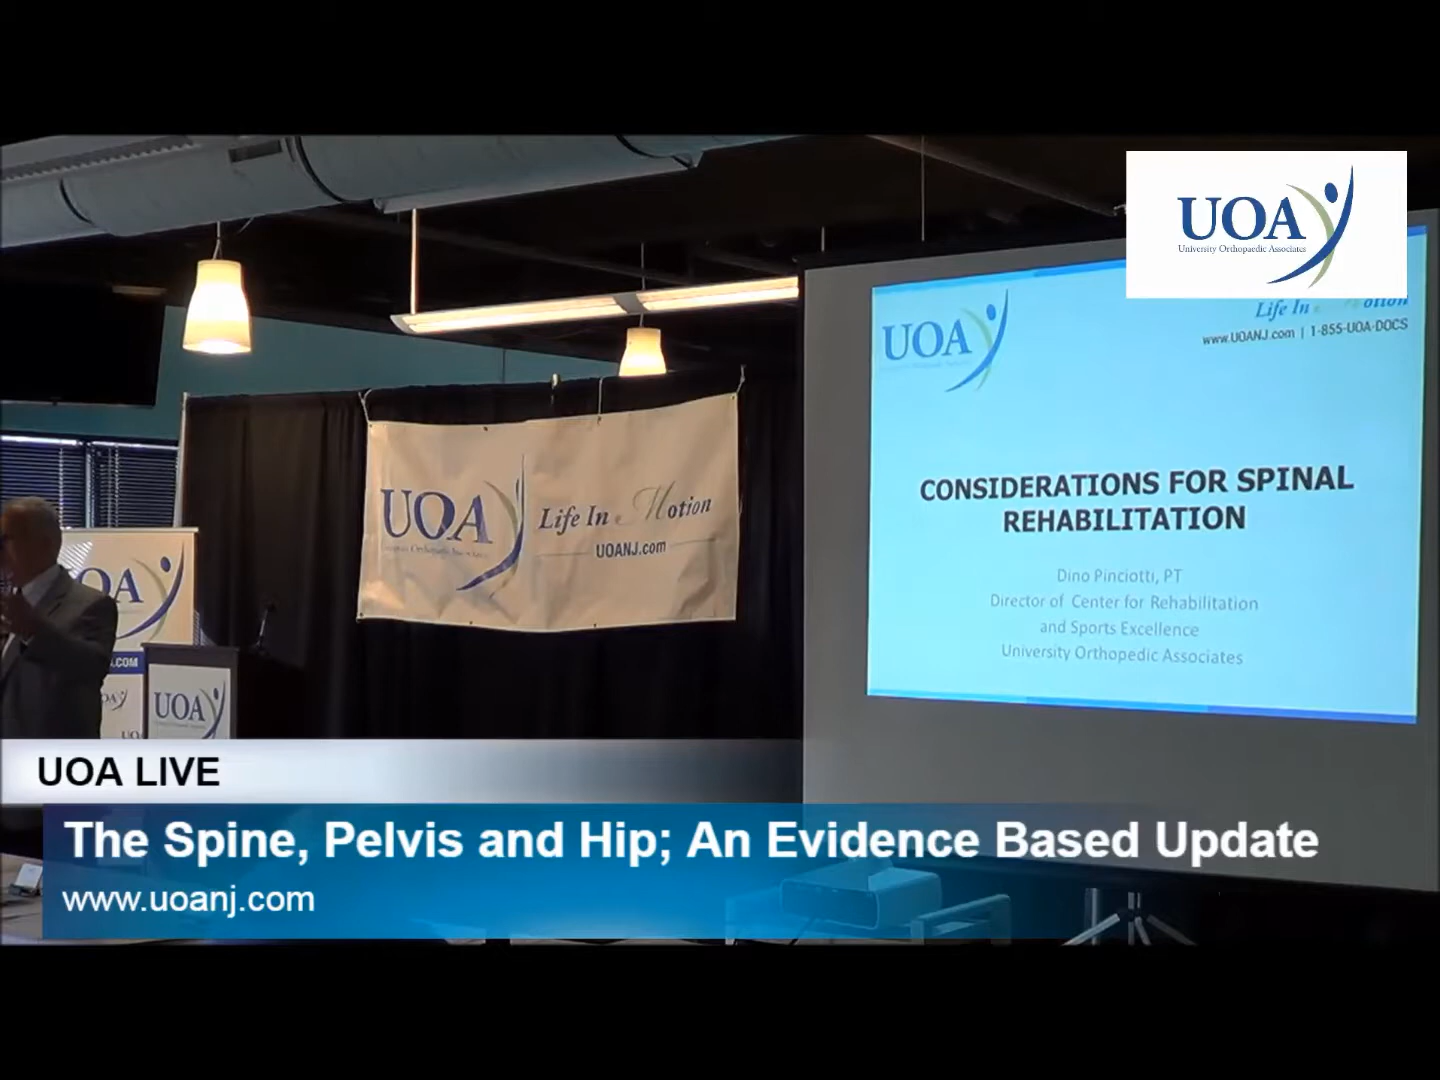 UOA
University Orthopaedic Associates
UOA
Life In Motion
www.UOANJ.com | 1-855-UOA-DOCS
CONSIDERATIONS FOR SPINAL
REHABILITATION
Dino Pinciotti, PT
Director of Center for Rehabilitation
and Sports Excellence
University Orthopedic Associates
UOA
Life In Motion
UOANJ.com
OA
.COM
UOA
UOA LIVE
The Spine, Pelvis and Hip; An Evidence Based Update
www.uoanj.com